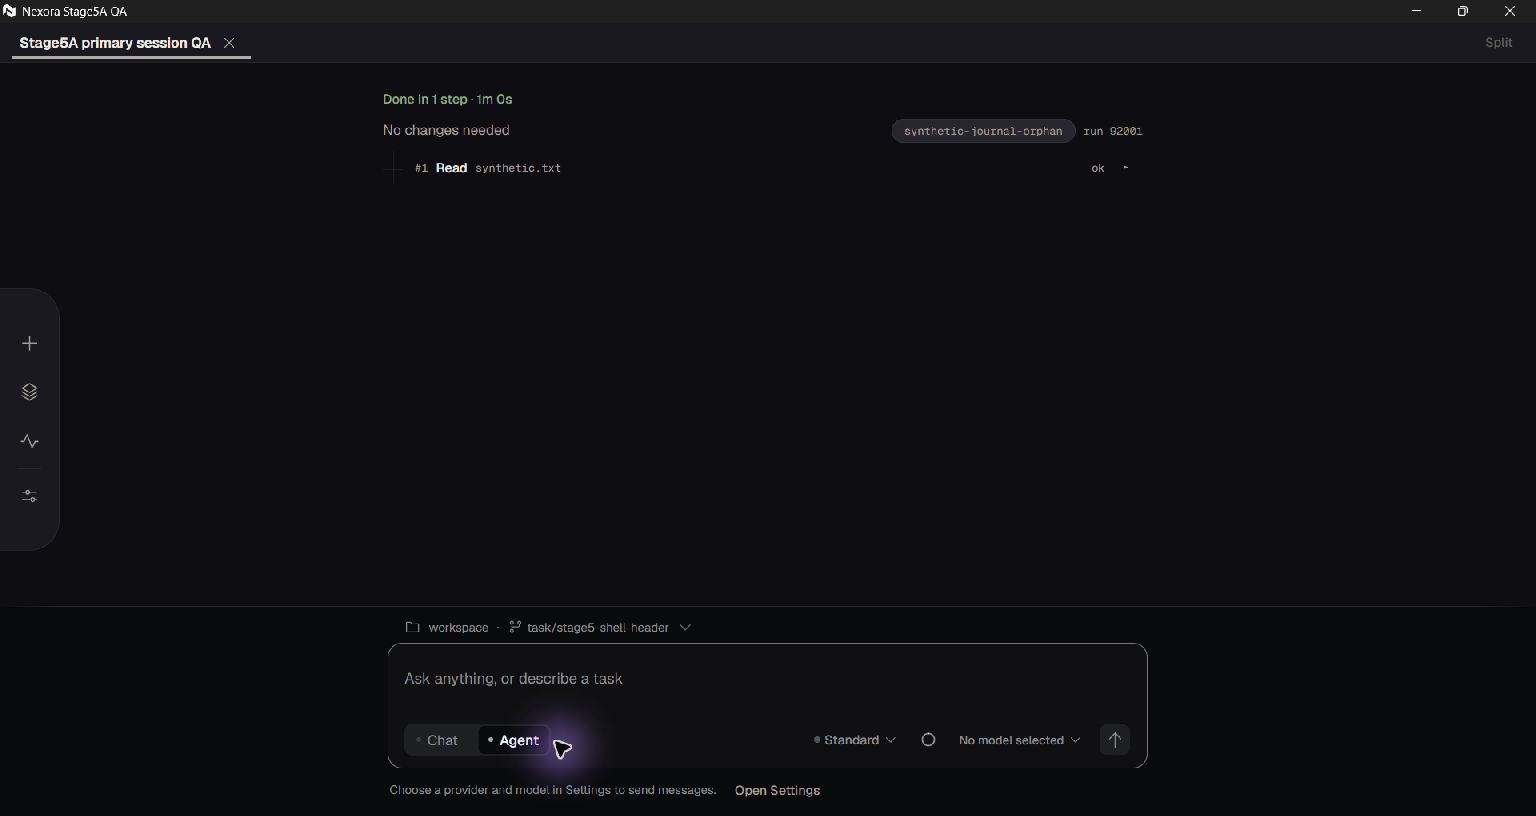 Nexora Stage5A QA
Stage5A primary session QA
Split
Done in 1 step · 1m 0s
No changes needed
synthetic-journal-orphan run 92001
#1 Read synthetic.txt ok
workspace · task/stage5-shell-header
Ask anything, or describe a task
Chat Agent Standard No model selected
Choose a provider and model in Settings to send messages. Open Settings